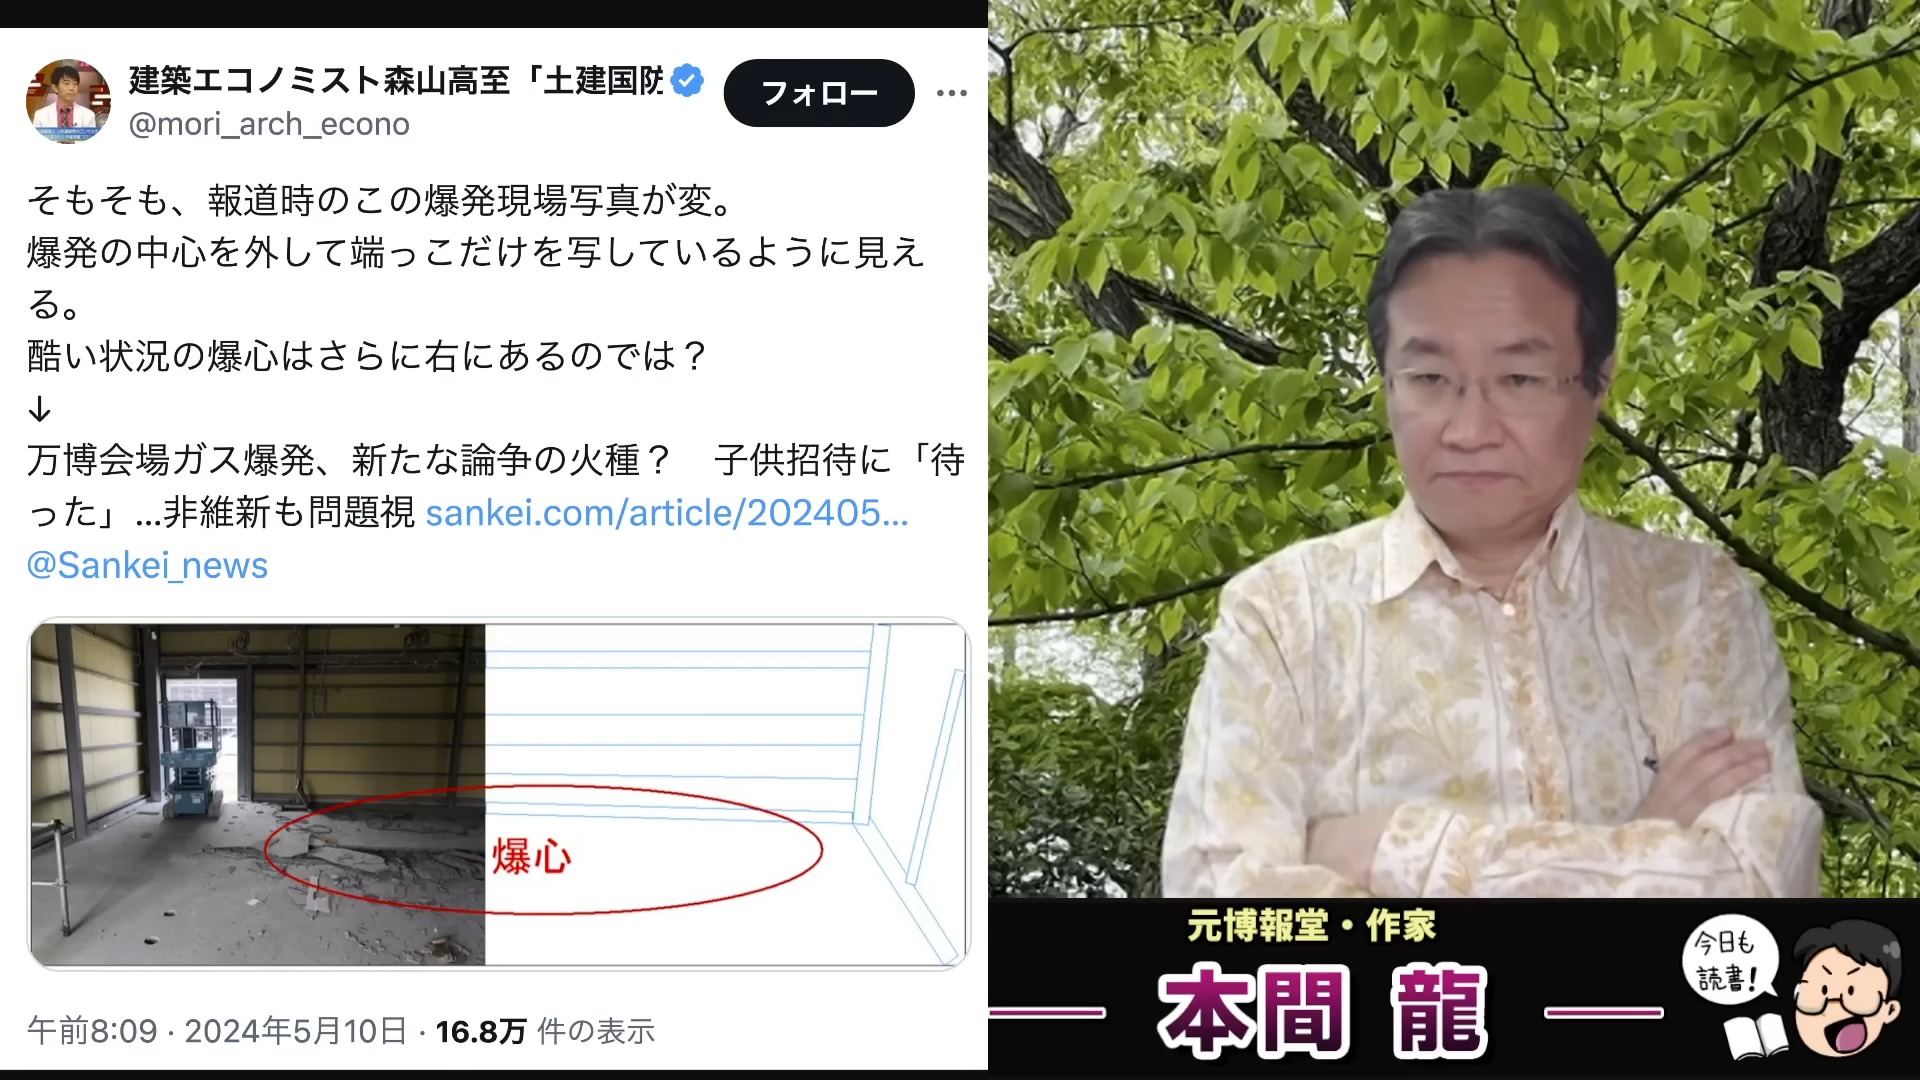 建築エコノミスト森山高至「土建国防
@mori_arch_econo
フォロー
そもそも、報道時のこの爆発現場写真が変。
爆発の中心を外して端っこだけを写しているように見え
る。
酷い状況の爆心はさらに右にあるのでは？
↓
万博会場ガス爆発、新たな論争の火種？　子供招待に「待
った」…非維新も問題視 sankei.com/article/202405…
@Sankei_news
爆心
午前8:09 · 2024年5月10日 · 16.8万 件の表示
元博報堂・作家
本間 龍
今日も
読書!